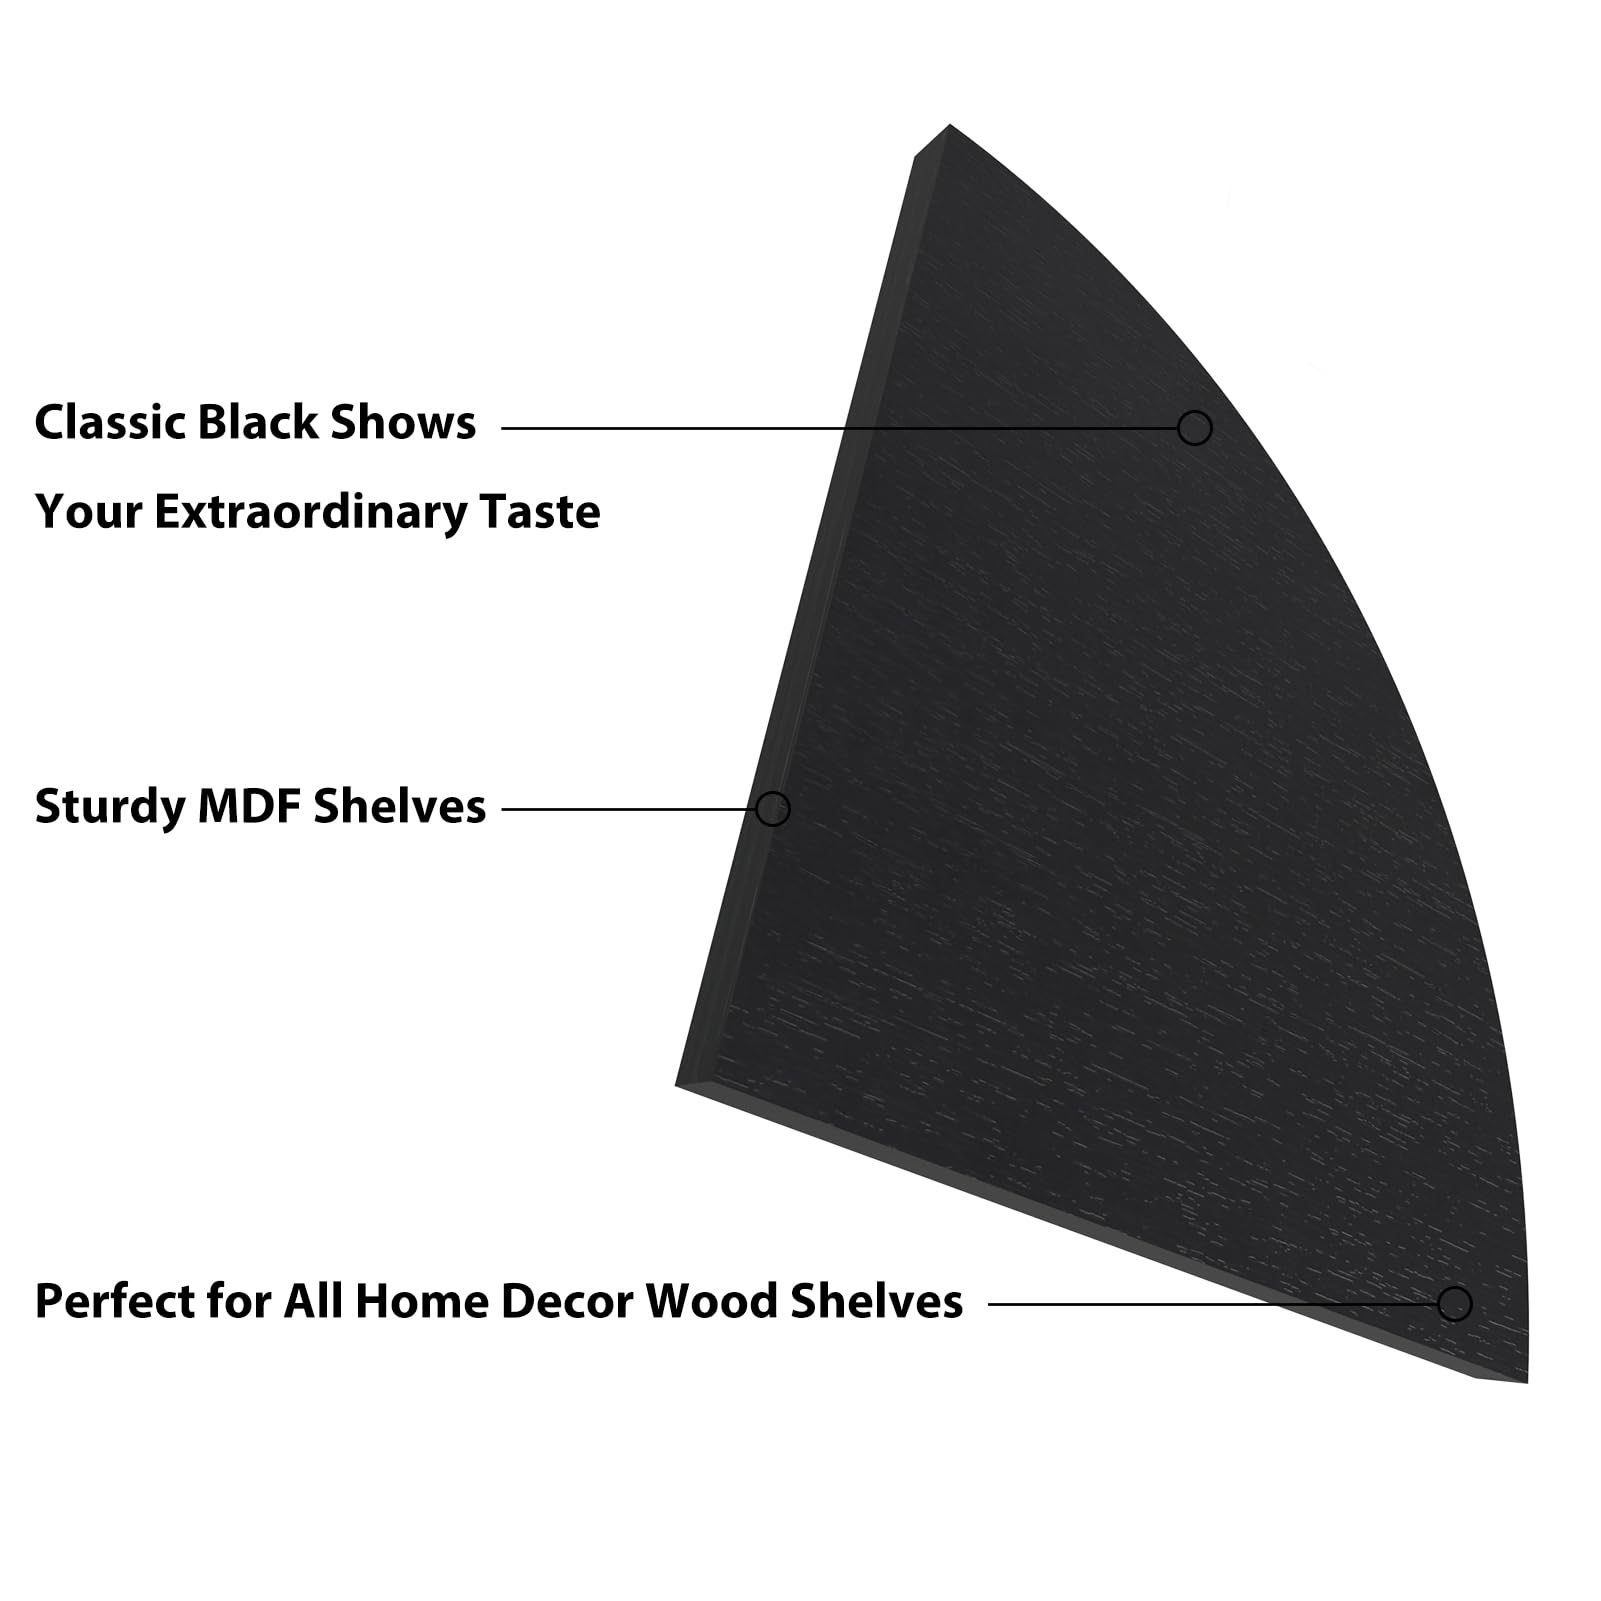 Classic Black Shows
Your Extraordinary Taste
Sturdy MDF Shelves
Perfect for All Home Decor Wood Shelves